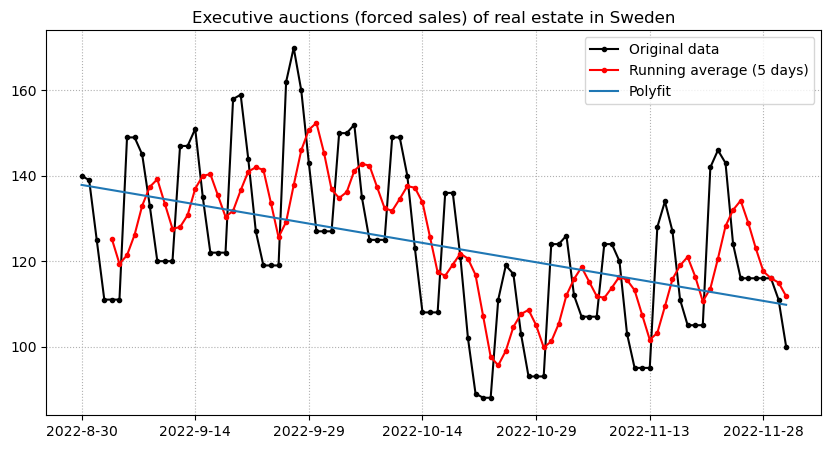 Executive auctions (forced sales) of real estate in Sweden
Original data
Running average (5 days)
Polyfit
160
140
120
100
2022-8-30 2022-9-14 2022-9-29 2022-10-14 2022-10-29 2022-11-13 2022-11-28